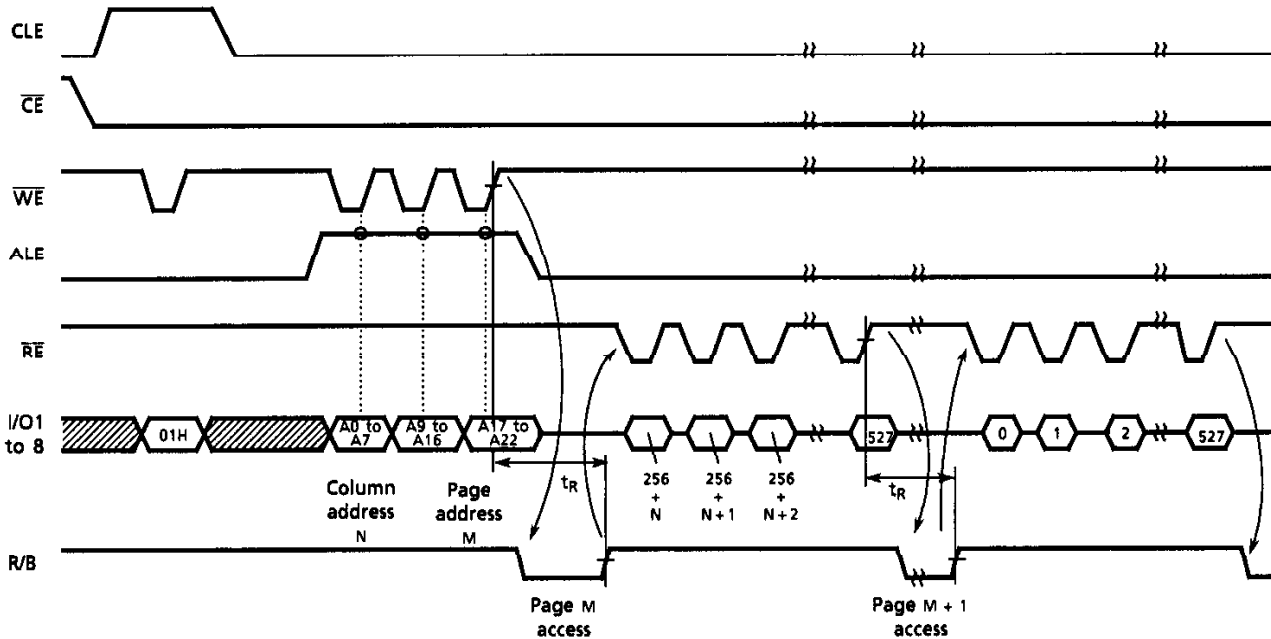 CLE
CE
WE
ALE
RE
I/O1
to 8
01H
A0 to
A7
A9 to
A16
A17 to
A22
527
0
1
2
527
Column
address
N
Page
address
M
tR
256
+
N
256
+
N+1
256
+
N+2
tR
R/B
Page M
access
Page M + 1
access